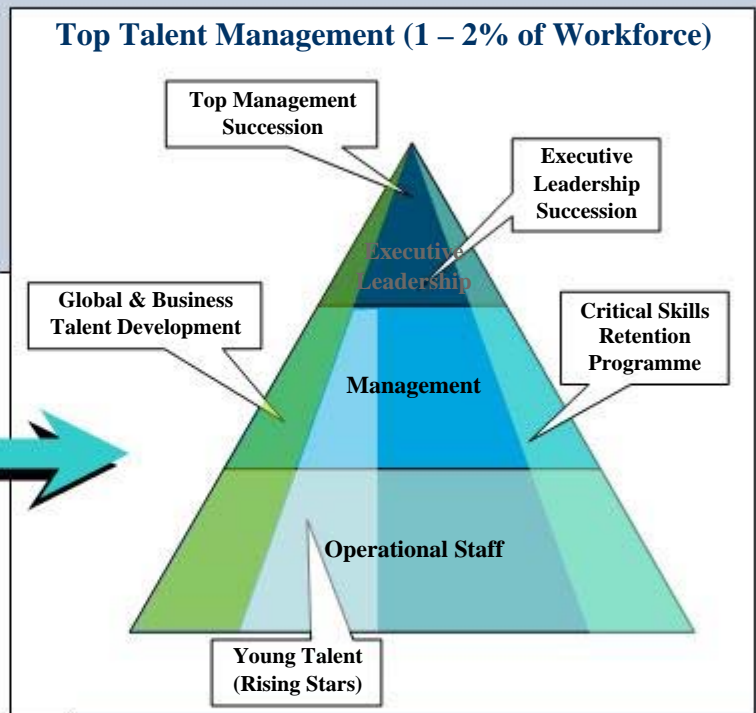 Top Talent Management (1 – 2% of Workforce)
Top Management
Succession
Executive
Leadership
Succession
Executive
Leadership
Global & Business
Talent Development
Critical Skills
Retention
Programme
Management
Operational Staff
Young Talent
(Rising Stars)